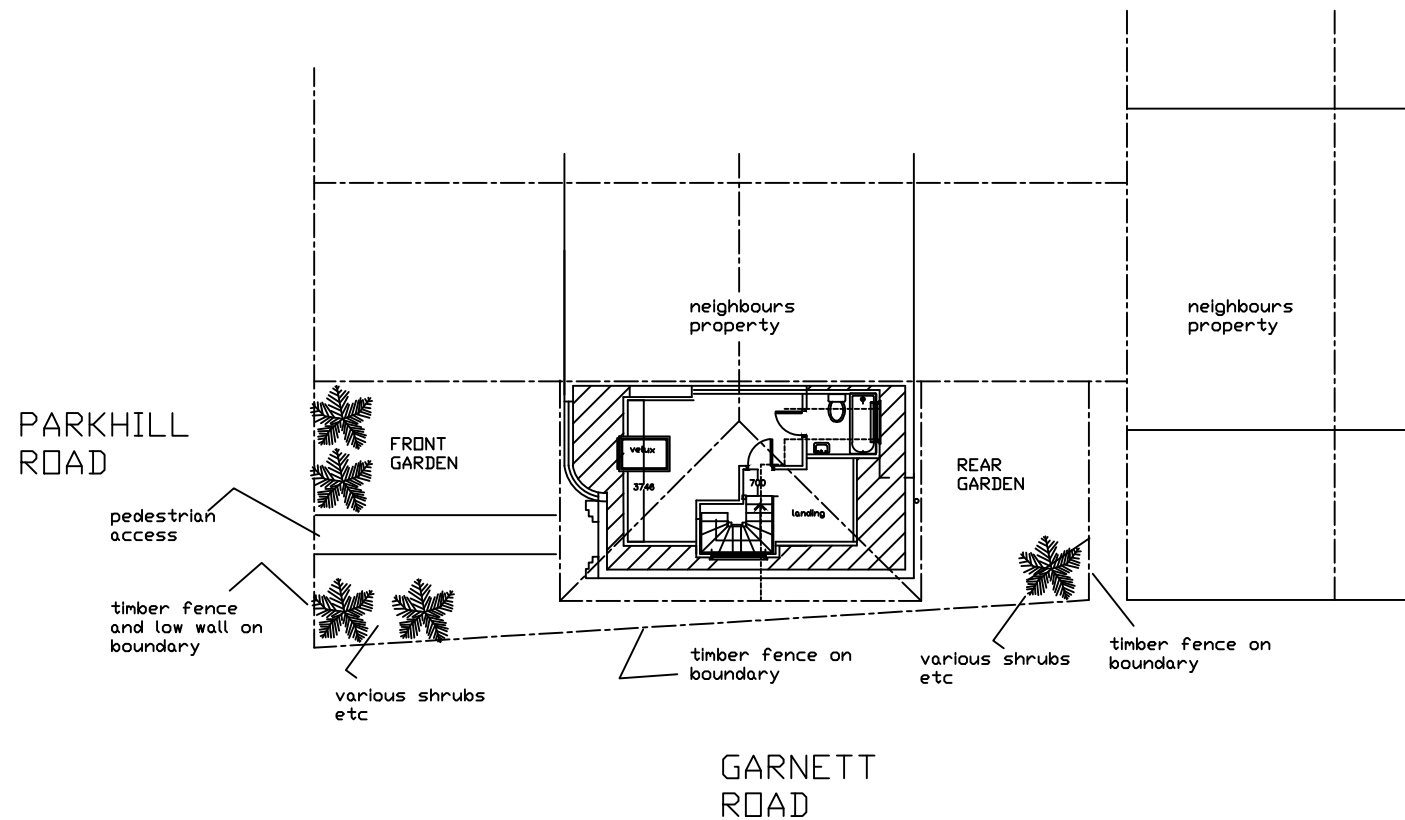 neighbours
property
neighbours
property
PARKHILL
ROAD
FRONT
GARDEN
velux
3746
700
landing
REAR
GARDEN
pedestrian
access
timber fence
and low wall on
boundary
various shrubs
etc
timber fence on
boundary
various shrubs
etc
timber fence on
boundary
GARNETT
ROAD